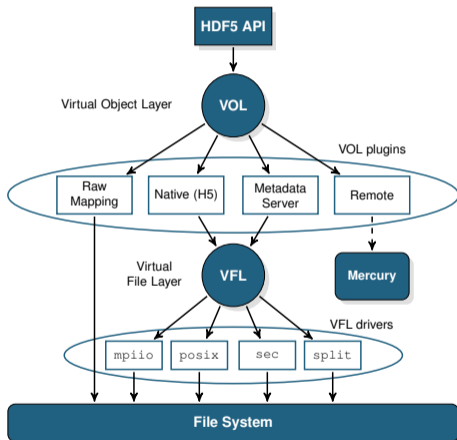 HDF5 API
Virtual Object Layer
VOL
VOL plugins
Raw
Mapping
Native (H5)
Metadata
Server
Remote
Virtual
File Layer
VFL
Mercury
VFL drivers
mpiio
posix
sec
split
File System